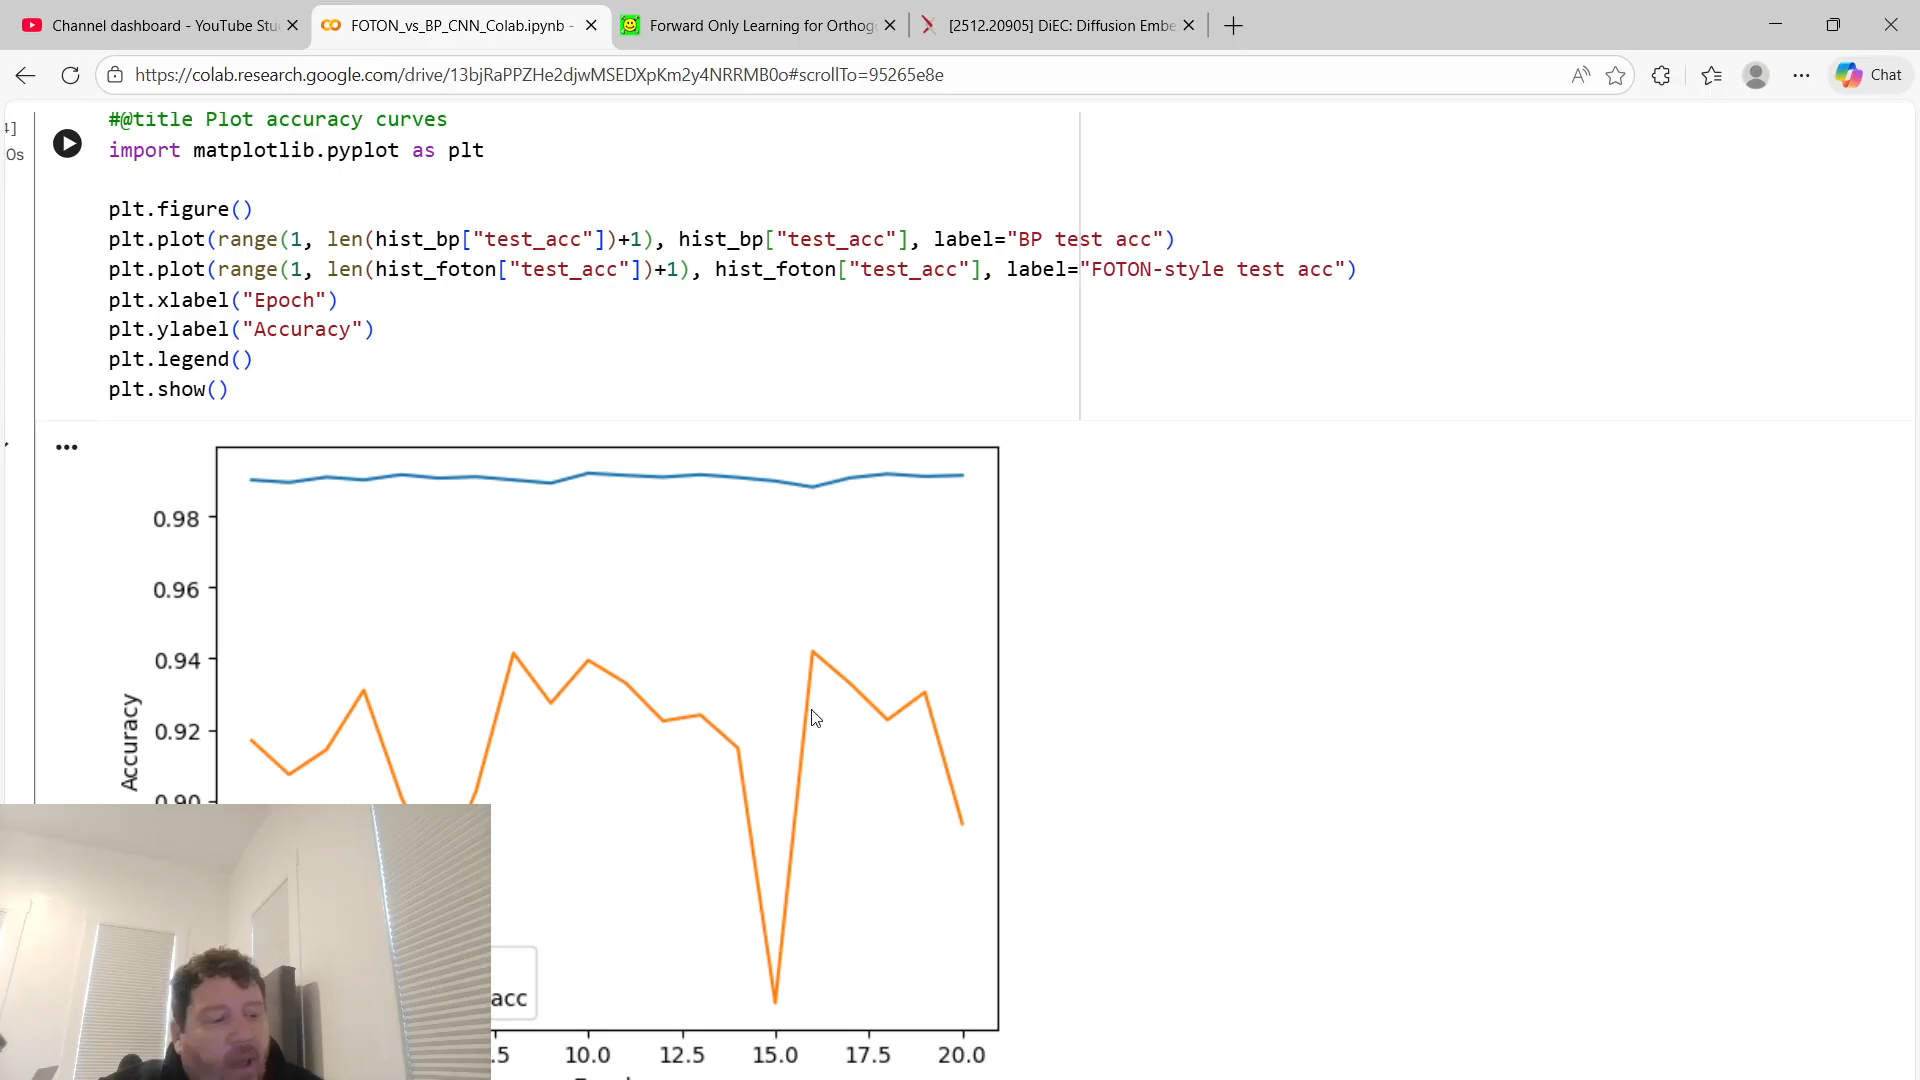 Channel dashboard - YouTube Stu
FOTON_vs_BP_CNN_Colab.ipynb -
Forward Only Learning for Orthog
[2512.20905] DiEC: Diffusion Embe
https://colab.research.google.com/drive/13bjRaPPZHe2djwMSEDXpKm2y4NRRMB0o#scrollTo=95265e8e
Chat
4]
0s
#@title Plot accuracy curves
import matplotlib.pyplot as plt
plt.figure()
plt.plot(range(1, len(hist_bp["test_acc"])+1), hist_bp["test_acc"], label="BP test acc")
plt.plot(range(1, len(hist_foton["test_acc"])+1), hist_foton["test_acc"], label="FOTON-style test acc")
plt.xlabel("Epoch")
plt.ylabel("Accuracy")
plt.legend()
plt.show()
0.98
0.96
0.94
0.92
0.90
Accuracy
acc
.5
10.0
12.5
15.0
17.5
20.0